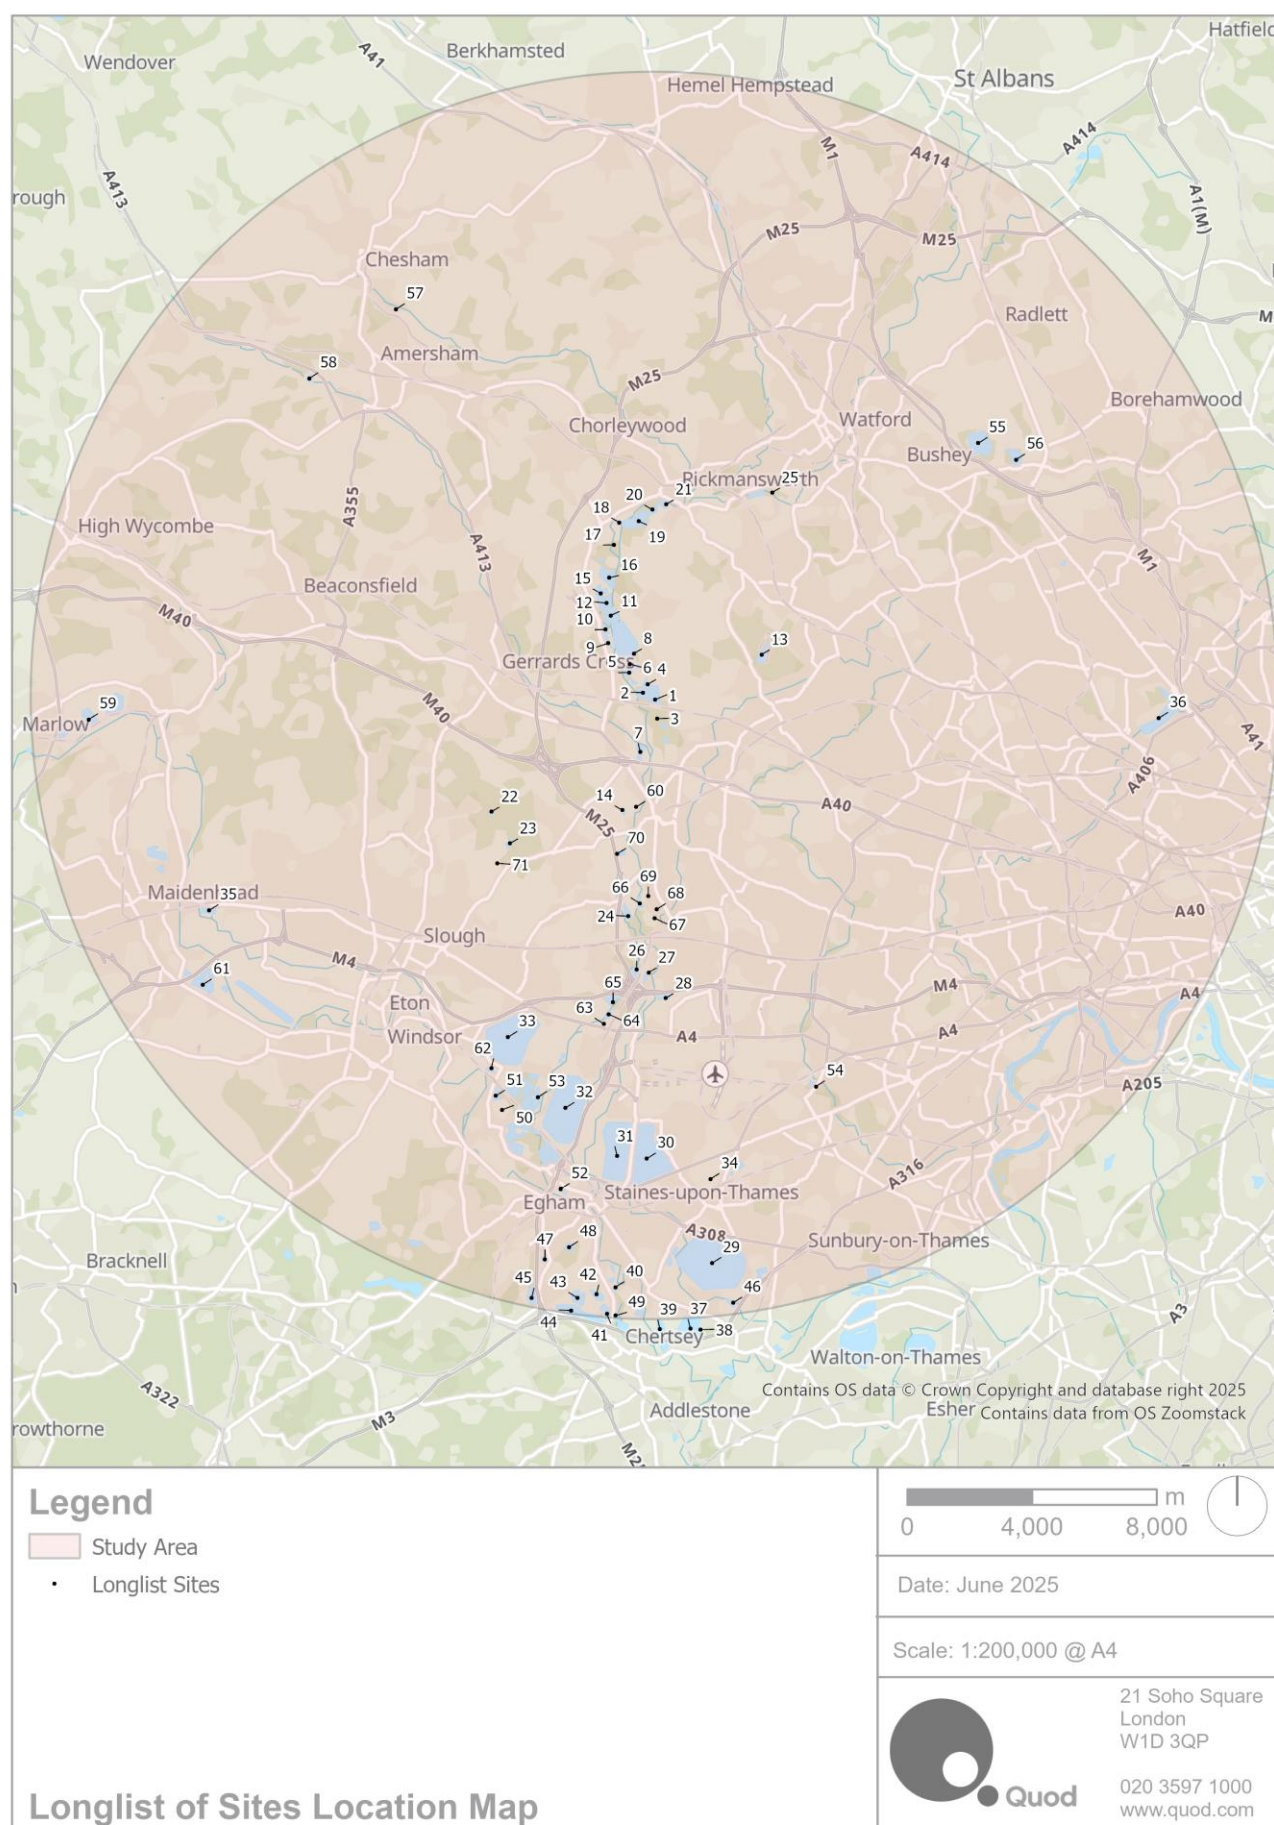 Hatfield
Wendover
A41
Berkhamsted
Hemel Hempstead
St Albans
A413
M1
A414
A414
A1(M)
rough
M25
M25
Chesham
57
Radlett
M
58
Amersham
M25
Borehamwood
Chorleywood
Watford
55
Bushey
56
Rickmansworth
25
21
20
18
19
17
A355
High Wycombe
A413
M1
16
15
Beaconsfield
12
11
10
M40
9
8
13
Gerrards Cross
5
6
4
2
1
59
Marlow
M40
3
36
A41
7
A406
22
14
60
A40
M25
23
70
71
69
66
68
Maidenhead
35
24
67
A40
Slough
M4
26
27
61
65
28
M4
A4
Eton
63
64
33
A4
A4
Windsor
62
54
51
53
32
A205
50
31
30
34
A316
52
Staines-upon-Thames
Egham
A308
48
47
29
Sunbury-on-Thames
Bracknell
45
43
42
40
46
49
39
37
A3
44
41
Chertsey
38
Walton-on-Thames
A322
Contains OS data © Crown Copyright and database right 2025
Addlestone
Esher
Contains data from OS Zoomstack
rowthorne
M3
M25
Legend
Study Area
Longlist Sites
m
0
4,000
8,000
Date: June 2025
Scale: 1:200,000 @ A4
21 Soho Square
London
W1D 3QP
020 3597 1000
www.quod.com
Quod
Longlist of Sites Location Map